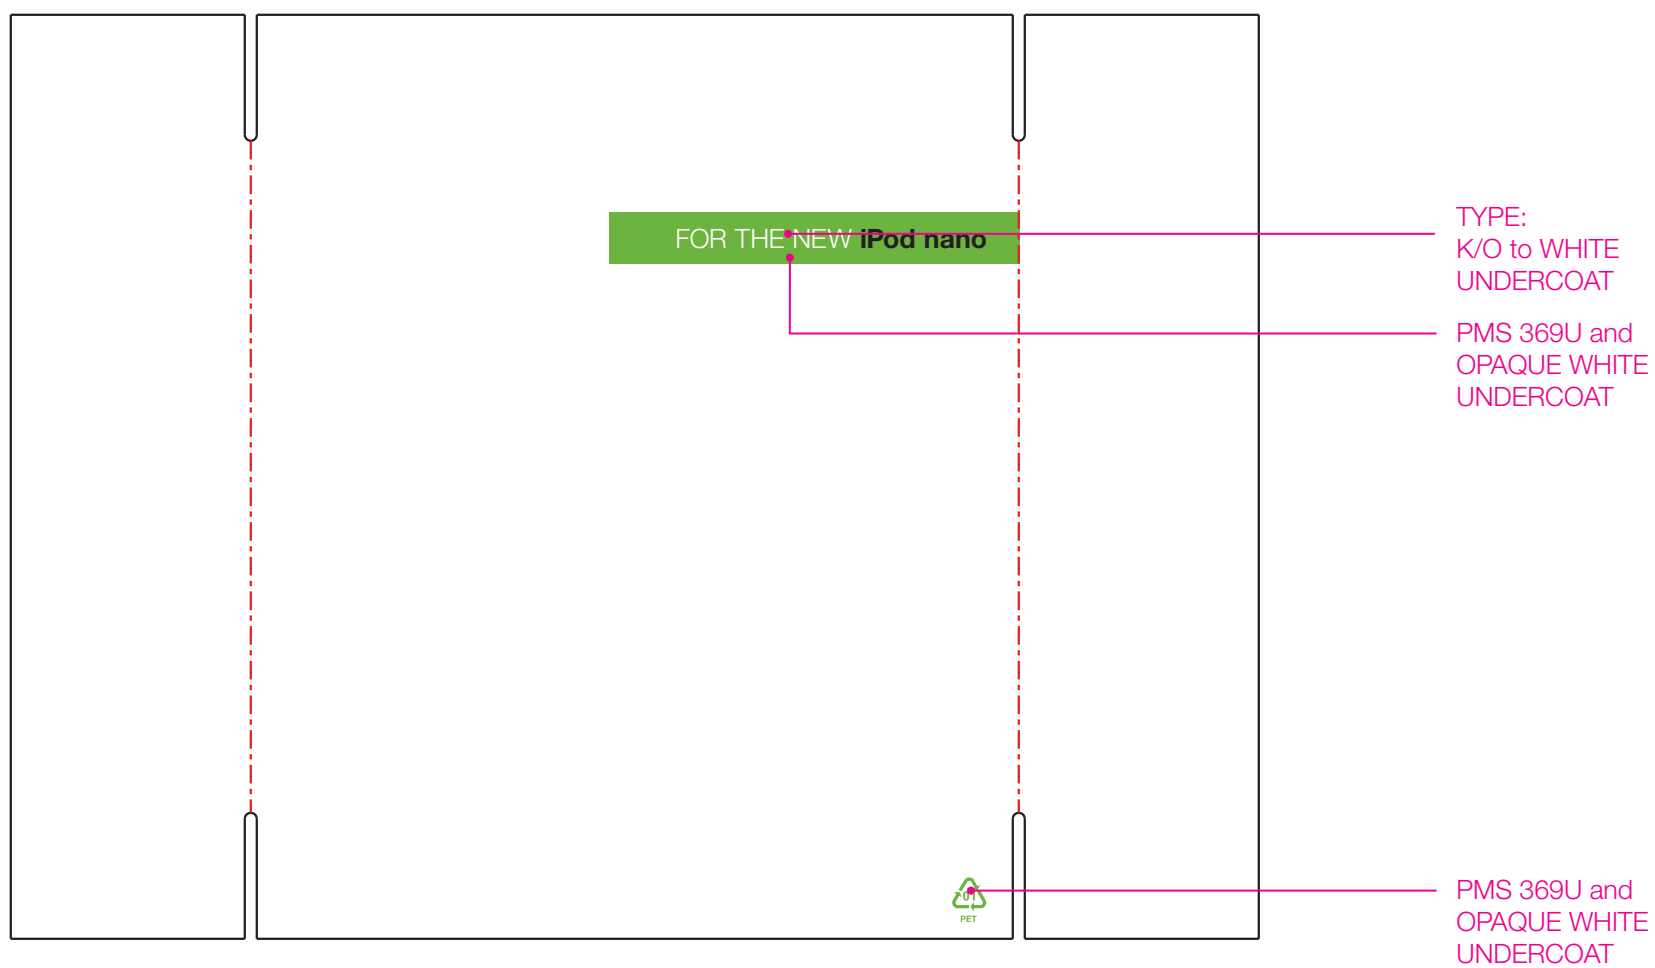 FOR THE NEW iPod nano
TYPE:
K/O to WHITE
UNDERCOAT
PMS 369U and
OPAQUE WHITE
UNDERCOAT
01
PET
PMS 369U and
OPAQUE WHITE
UNDERCOAT